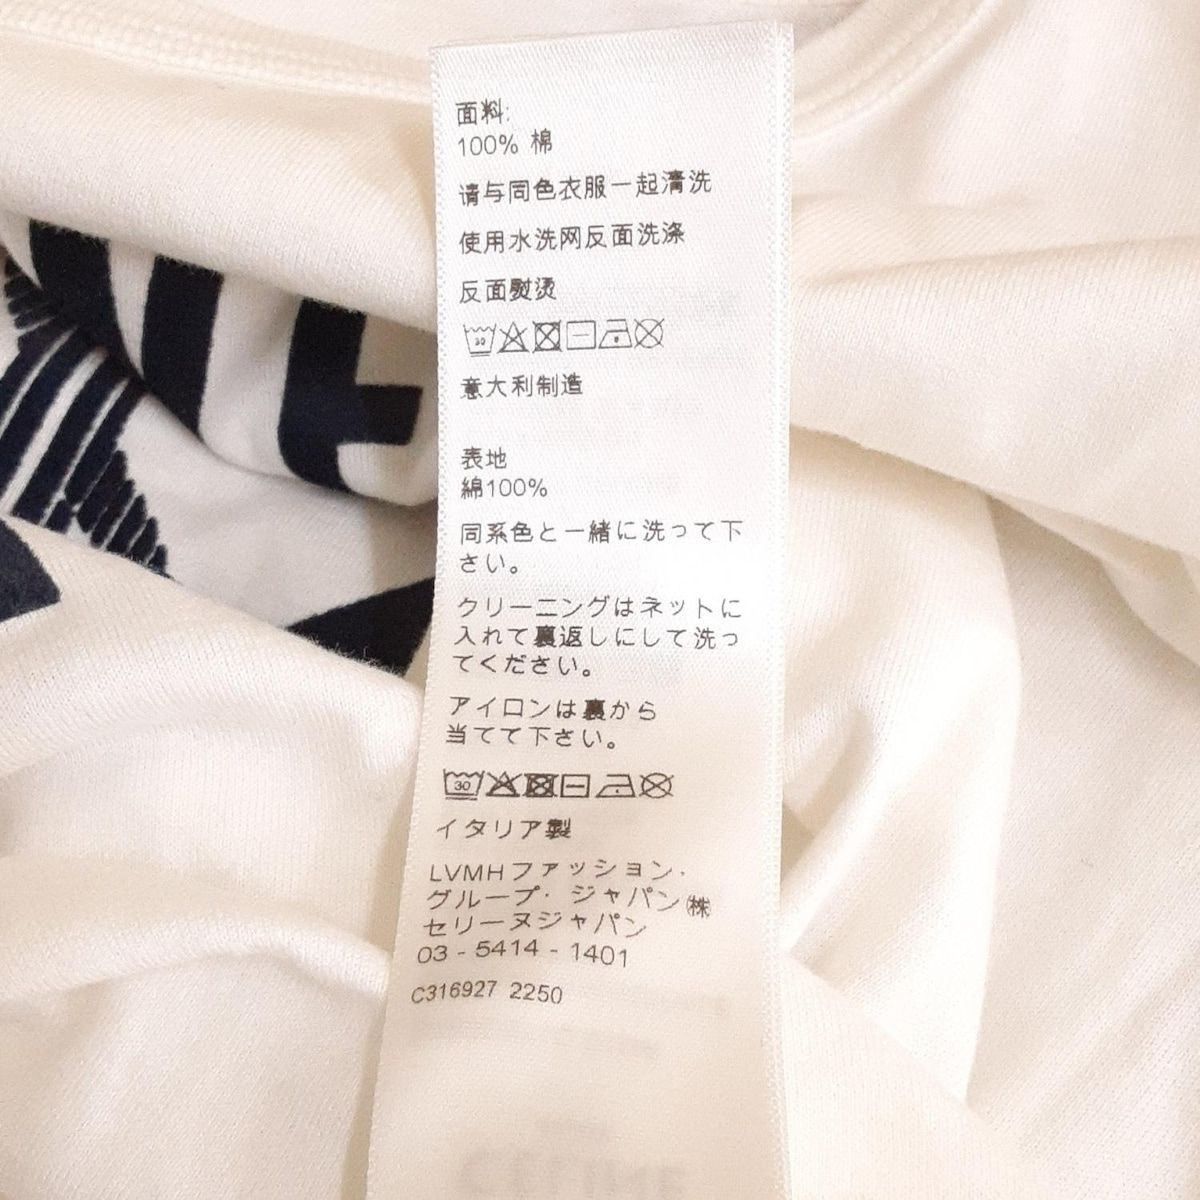 面料:
100% 棉
请与同色衣服一起清洗
使用水洗网反面洗涤
反面熨烫
30
意大利制造
表地
綿100%
同系色と一緒に洗って下
さい。
クリーニングはネットに
入れて裏返しにして洗っ
てください。
アイロンは裏から
当てて下さい。
30
イタリア製
LVMHファッション・
グループ・ジャパン㈱
セリーヌジャパン
03 - 5414 - 1401
C316927 2250